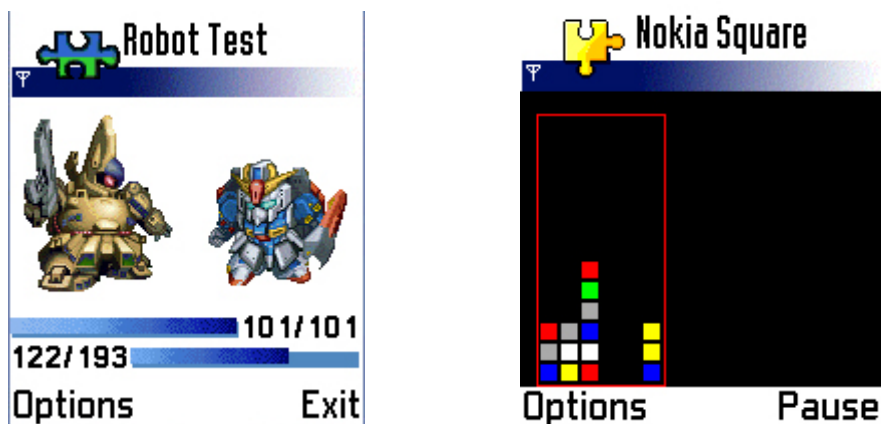 Robot Test
101/101
122/193
Options Exit
Nokia Square
Options Pause